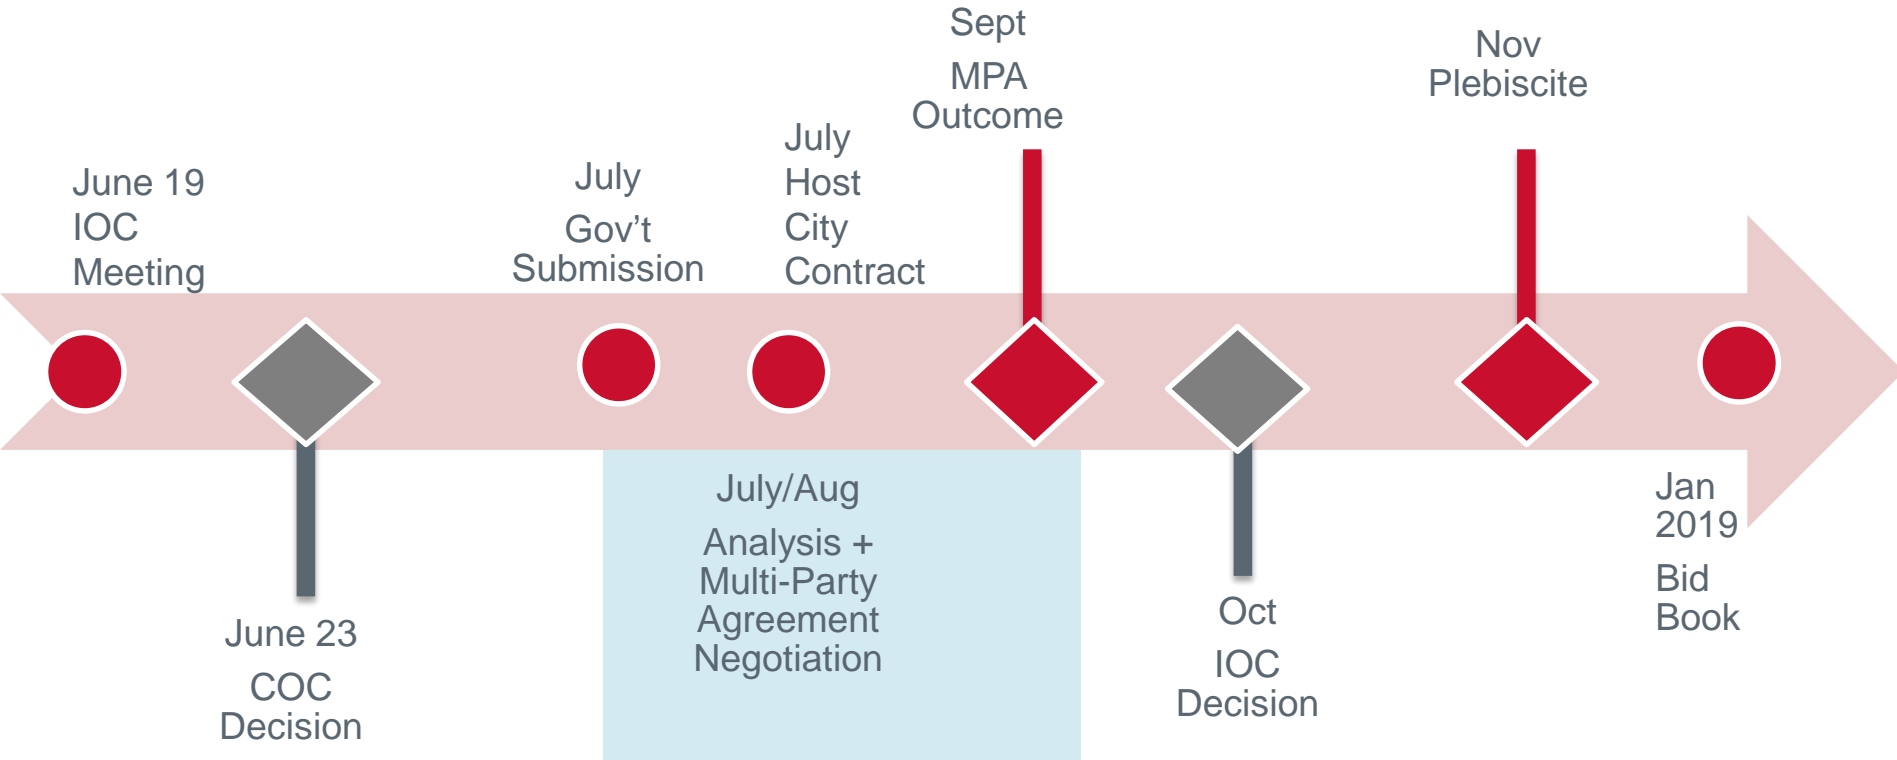 June 19
IOC
Meeting
June 23
COC
Decision
July
Gov't
Submission
July
Host
City
Contract
July/Aug
Analysis +
Multi-Party
Agreement
Negotiation
Sept
MPA
Outcome
Oct
IOC
Decision
Nov
Plebiscite
Jan
2019
Bid
Book